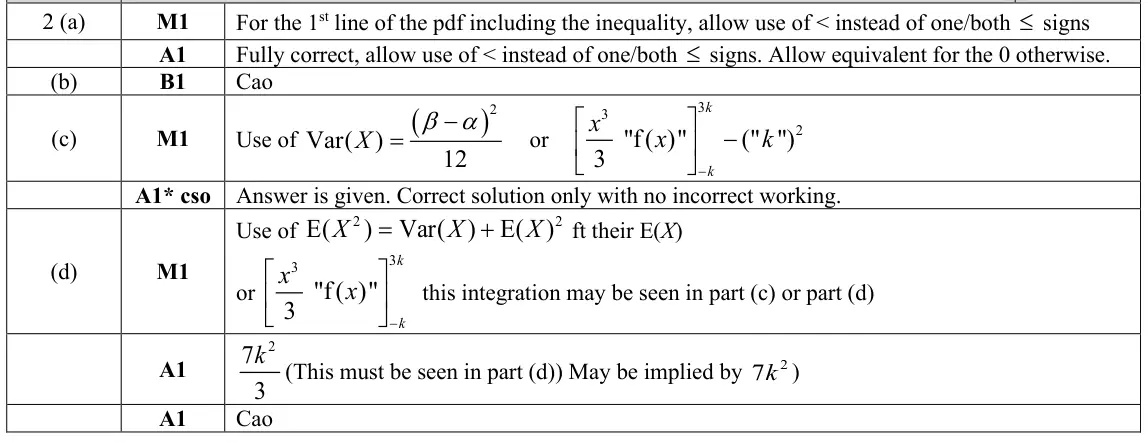 2 (a) M1 For the 1st line of the pdf including the inequality, allow use of < instead of one/both ≤ signs
A1 Fully correct, allow use of < instead of one/both ≤ signs. Allow equivalent for the 0 otherwise.
(b) B1 Cao
(c) M1 Use of Var(X) = (β − α)²/12 or [x³/3 "f(x)"]₋ₖ³ᵏ − ("k")²
A1* cso Answer is given. Correct solution only with no incorrect working.
Use of E(X²) = Var(X) + E(X)² ft their E(X)
(d) M1 or [x³/3 "f(x)"]₋ₖ³ᵏ this integration may be seen in part (c) or part (d)
A1 7k²/3 (This must be seen in part (d)) May be implied by 7k² )
A1 Cao